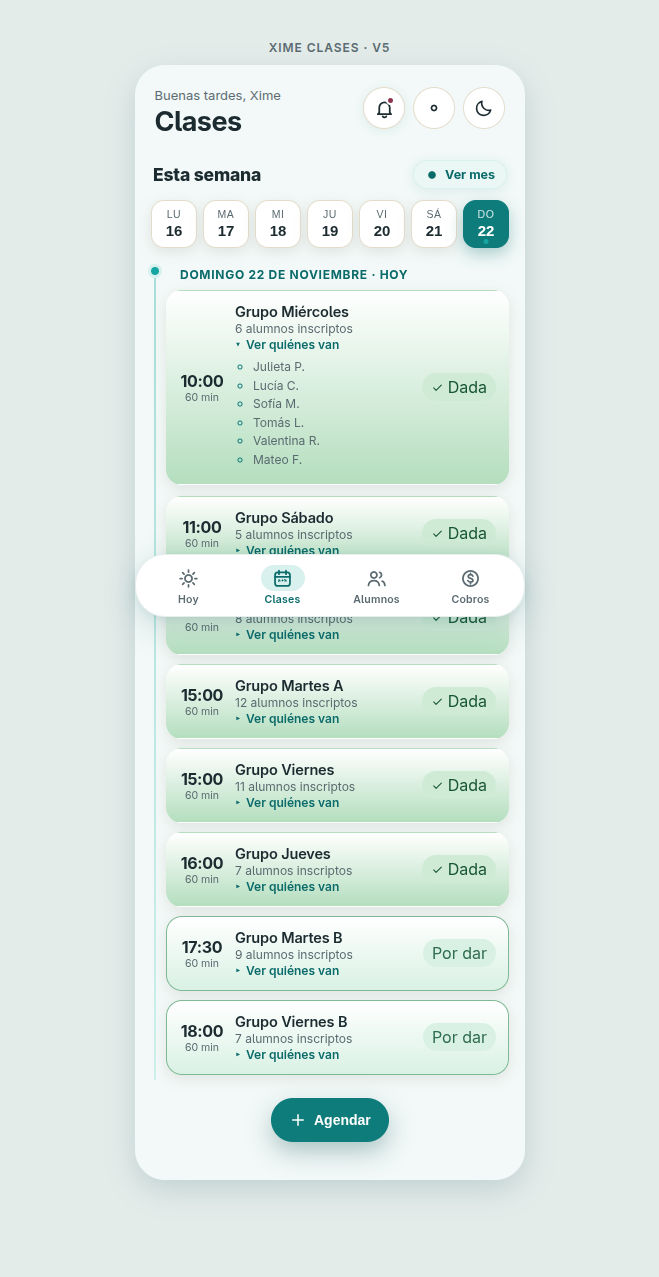 XIME CLASES · V5
Buenas tardes, Xime
Clases
Esta semana
Ver mes
LU
16
MA
17
MI
18
JU
19
VI
20
SÁ
21
DO
22
DOMINGO 22 DE NOVIEMBRE · HOY
10:00
60 min
Grupo Miércoles
6 alumnos inscriptos
Ver quiénes van
Julieta P.
Lucía C.
Sofía M.
Tomás L.
Valentina R.
Mateo F.
Dada
11:00
60 min
Grupo Sábado
5 alumnos inscriptos
Ver quiénes van
Dada
Hoy
Clases
Alumnos
Cobros
60 min
8 alumnos inscriptos
Ver quiénes van
Dada
15:00
60 min
Grupo Martes A
12 alumnos inscriptos
Ver quiénes van
Dada
15:00
60 min
Grupo Viernes
11 alumnos inscriptos
Ver quiénes van
Dada
16:00
60 min
Grupo Jueves
7 alumnos inscriptos
Ver quiénes van
Dada
17:30
60 min
Grupo Martes B
9 alumnos inscriptos
Ver quiénes van
Por dar
18:00
60 min
Grupo Viernes B
7 alumnos inscriptos
Ver quiénes van
Por dar
Agendar